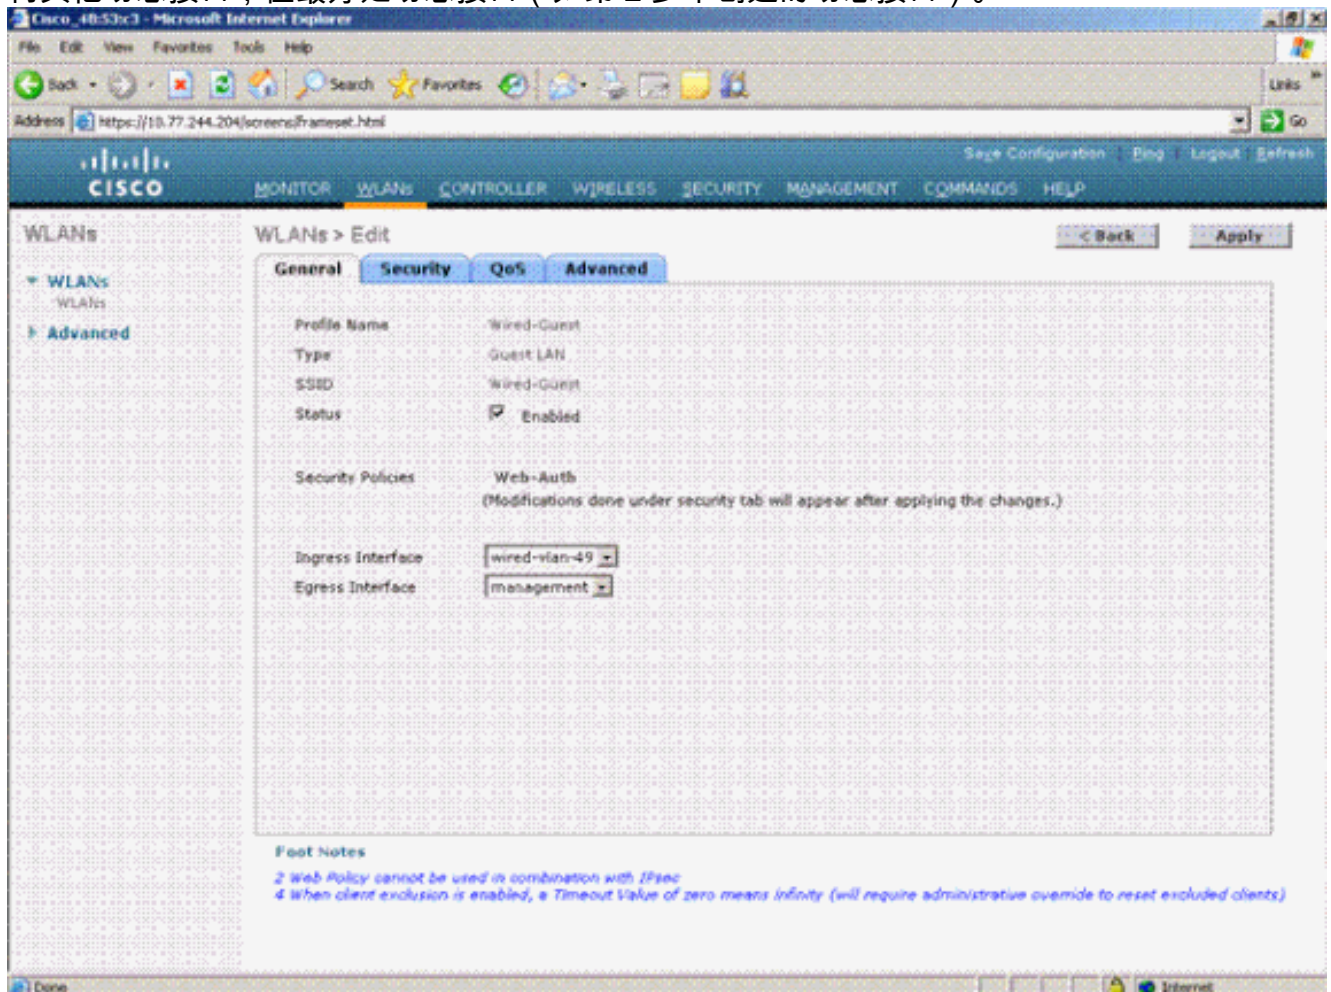 Cisco_40:53:c3 - Microsoft Internet Explorer
File Edit View Favorites Tools Help
Back Search Favorites Links
Address https://10.77.244.204/screens/frameset.html Go
Save Configuration Ping Logout Refresh
CISCO MONITOR WLANs CONTROLLER WIRELESS SECURITY MANAGEMENT COMMANDS HELP
WLANs
WLANs
WLANs
Advanced
WLANs > Edit
< Back Apply
General Security QoS Advanced
Profile Name Wired-Guest
Type Guest LAN
SSID Wired-Guest
Status Enabled
Security Policies Web-Auth
(Modifications done under security tab will appear after applying the changes.)
Ingress Interface wired-vlan-49
Egress Interface management
Foot Notes
2 Web Policy cannot be used in combination with IPsec
4 When client exclusion is enabled, a Timeout Value of zero means infinity (will require administrative override to reset excluded clients)
Done Internet